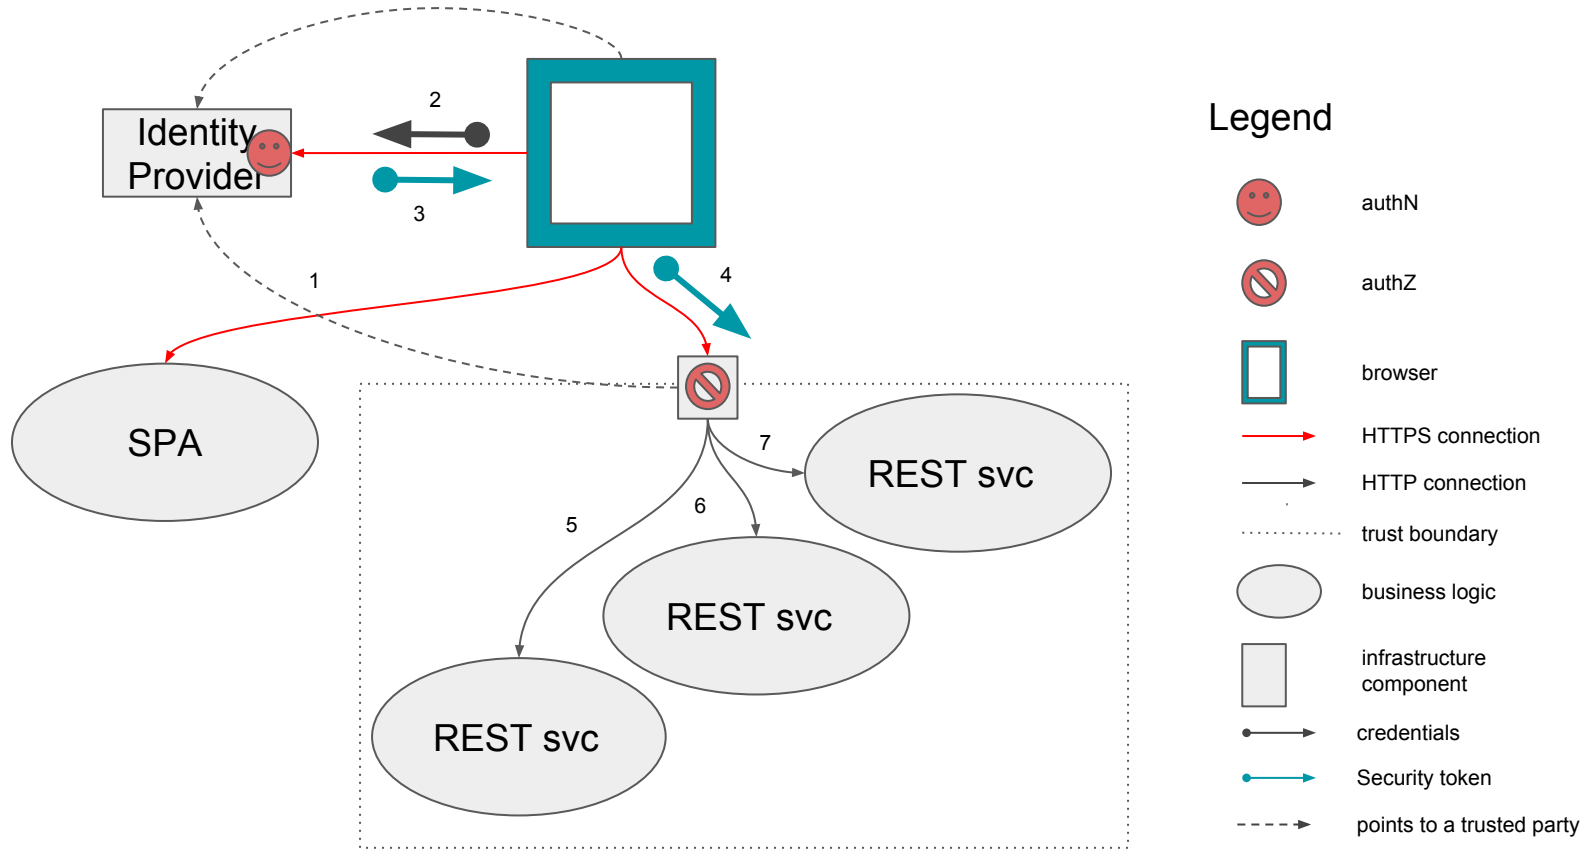 2
Identity
Provider
3
1
4
SPA
7
REST svc
6
5
REST svc
REST svc
Legend
authN
authZ
browser
HTTPS connection
HTTP connection
trust boundary
business logic
infrastructure
component
credentials
Security token
points to a trusted party